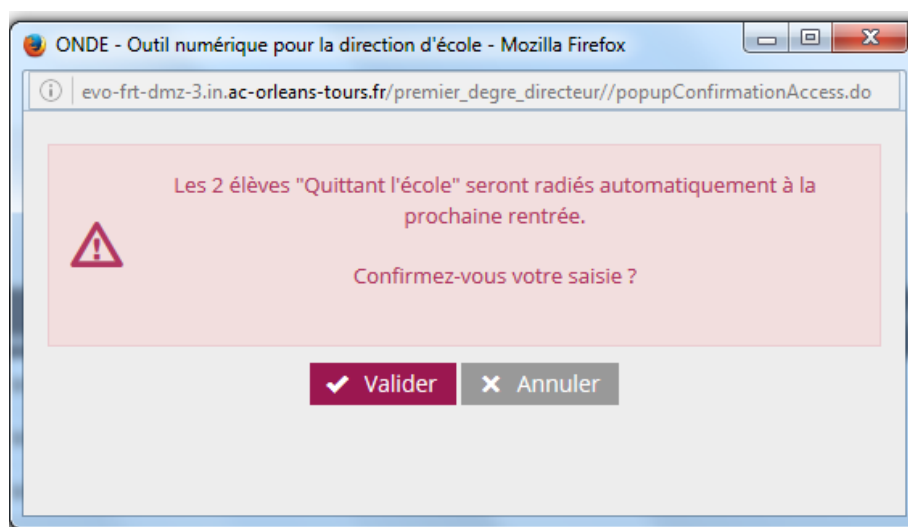 ONDE - Outil numérique pour la direction d'école - Mozilla Firefox
evo-frt-dmz-3.in.ac-orleans-tours.fr/premier_degre_directeur//popupConfirmationAccess.do
Les 2 élèves "Quittant l'école" seront radiés automatiquement à la
prochaine rentrée.
Confirmez-vous votre saisie ?
Valider Annuler